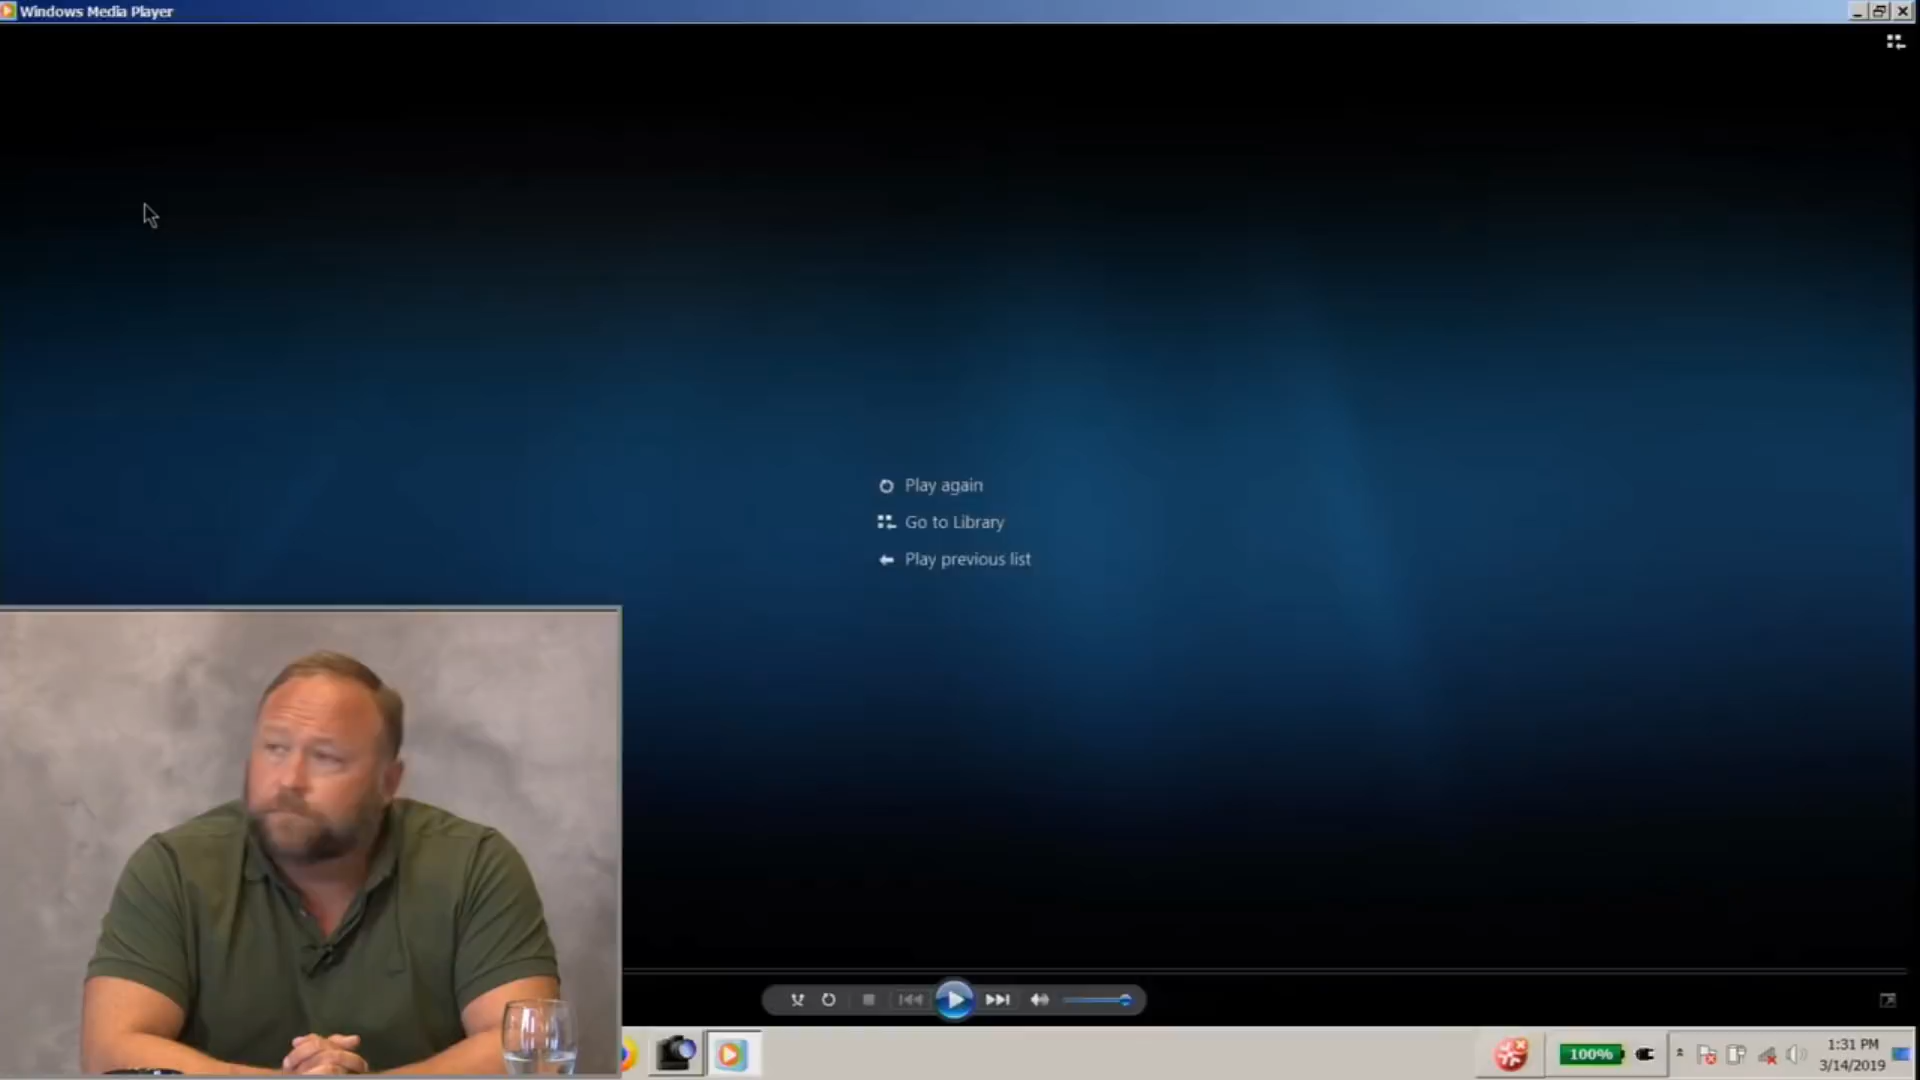 Windows Media Player
Play again
Go to Library
Play previous list
100%
1:31 PM
3/14/2019